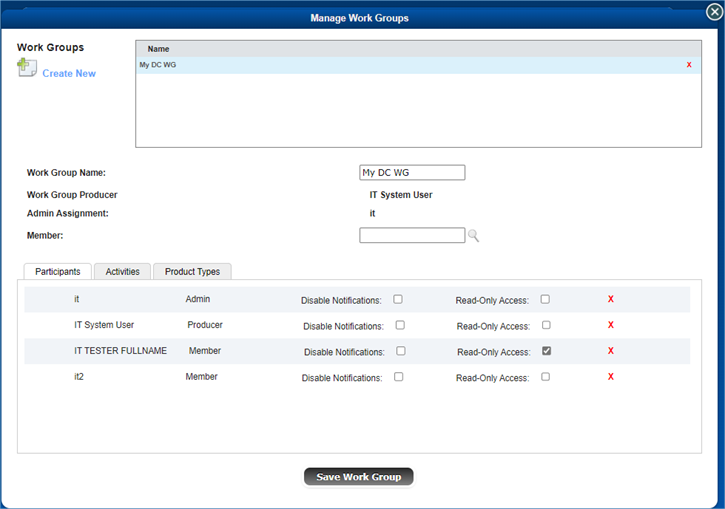 Manage Work Groups
Work Groups
Create New
Name
My DC WG X
Work Group Name: My DC WG
Work Group Producer IT System User
Admin Assignment: it
Member:
Participants Activities Product Types
it Admin Disable Notifications: Read-Only Access: X
IT System User Producer Disable Notifications: Read-Only Access: X
IT TESTER FULLNAME Member Disable Notifications: Read-Only Access: X
it2 Member Disable Notifications: Read-Only Access: X
Save Work Group